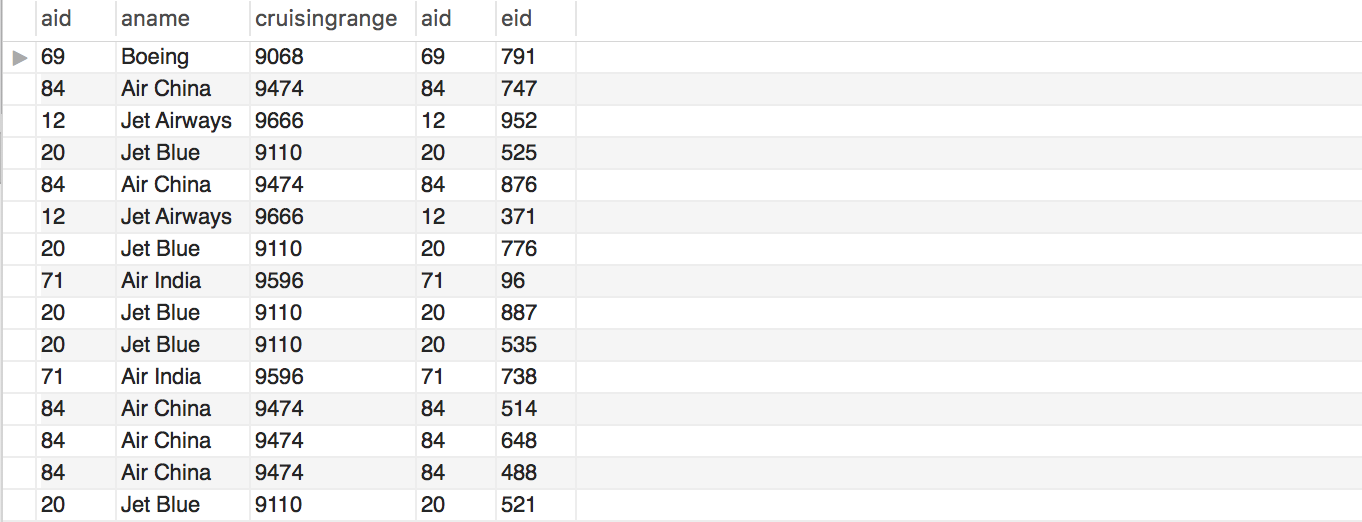 aid aname cruisingrange aid eid
69 Boeing 9068 69 791
84 Air China 9474 84 747
12 Jet Airways 9666 12 952
20 Jet Blue 9110 20 525
84 Air China 9474 84 876
12 Jet Airways 9666 12 371
20 Jet Blue 9110 20 776
71 Air India 9596 71 96
20 Jet Blue 9110 20 887
20 Jet Blue 9110 20 535
71 Air India 9596 71 738
84 Air China 9474 84 514
84 Air China 9474 84 648
84 Air China 9474 84 488
20 Jet Blue 9110 20 521